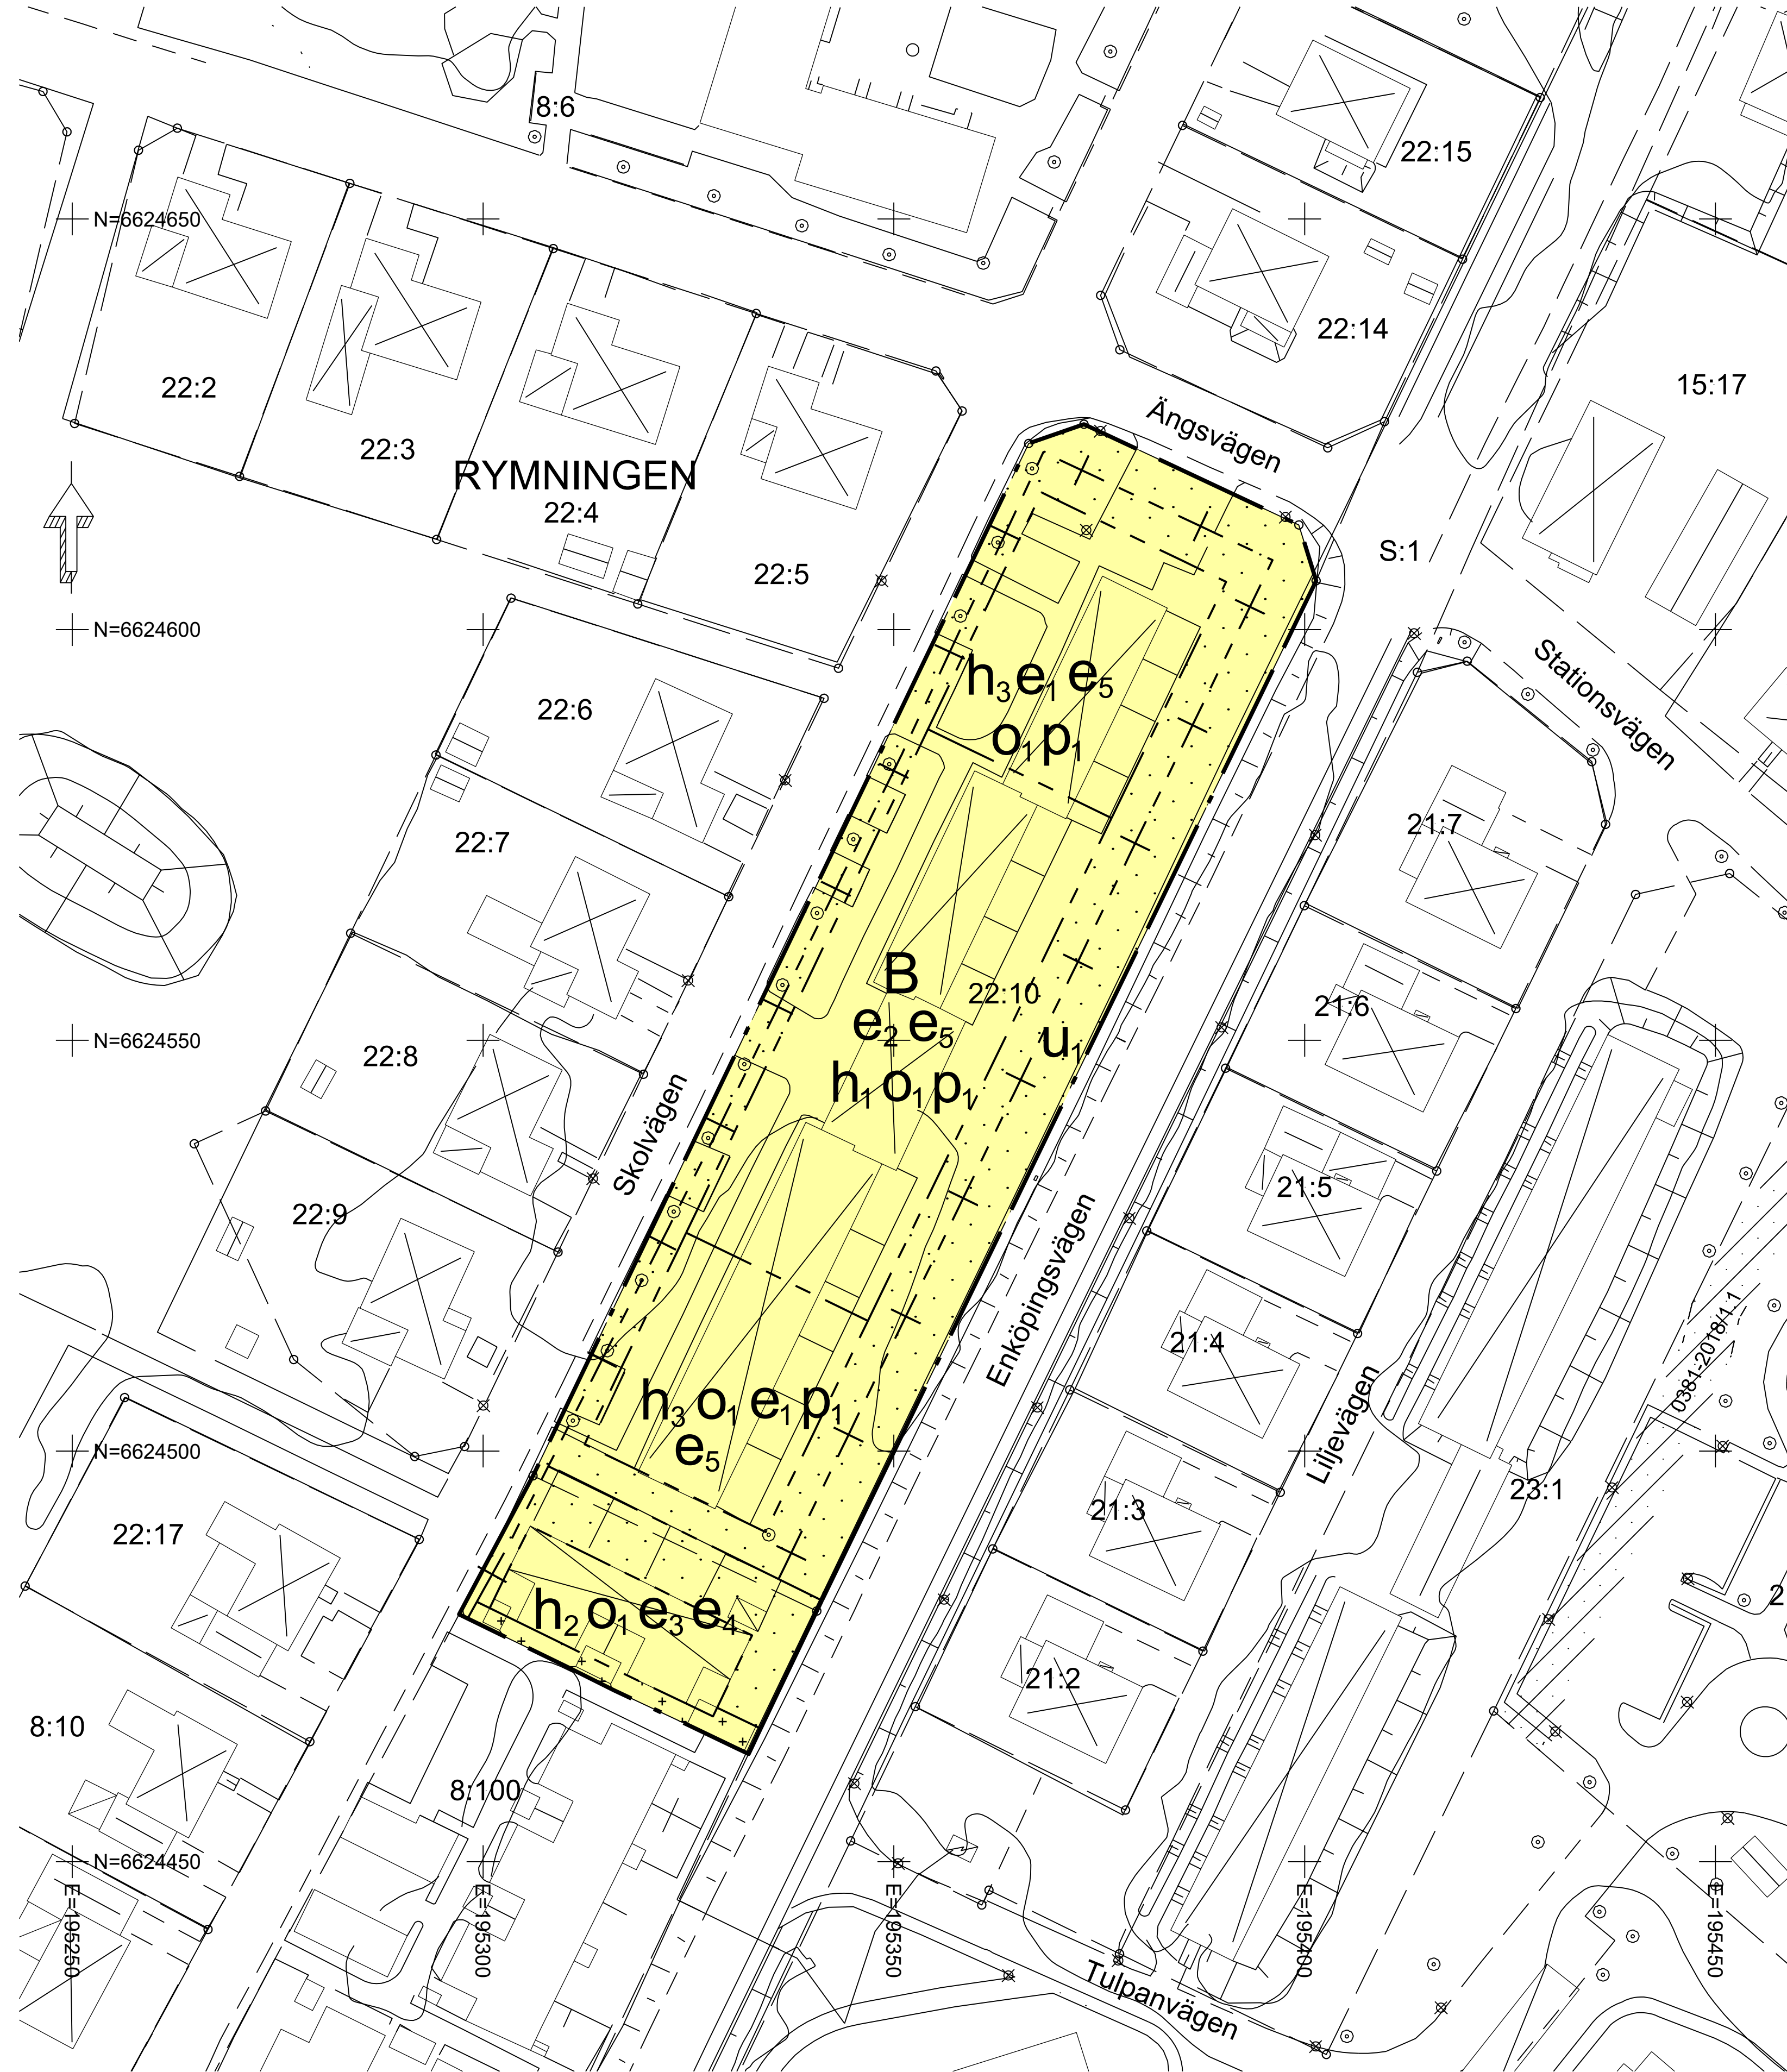 8:6
22:15
N=6624650
22:14
22:2
15:17
Ängsvägen
22:3
RYMNINGEN
22:4
S:1
22:5
N=6624600
Stationsvägen
h3 e1 e5
22:6
o1 p1
21:7
22:7
B
22:10
21:6
e2 e5
u1
N=6624550
22:8
h1 o1 p1
Skolvägen
21:5
22:9
Enköpingsvägen
21:4
0381-2018/1.1
h3 o1 e1 p1
Liljevägen
e5
N=6624500
23:1
21:3
22:17
2
h2 o1 e3 e4
21:2
8:10
8:100
N=6624450
E=195250
E=195300
E=195350
E=195400
E=195450
Tulpanvägen